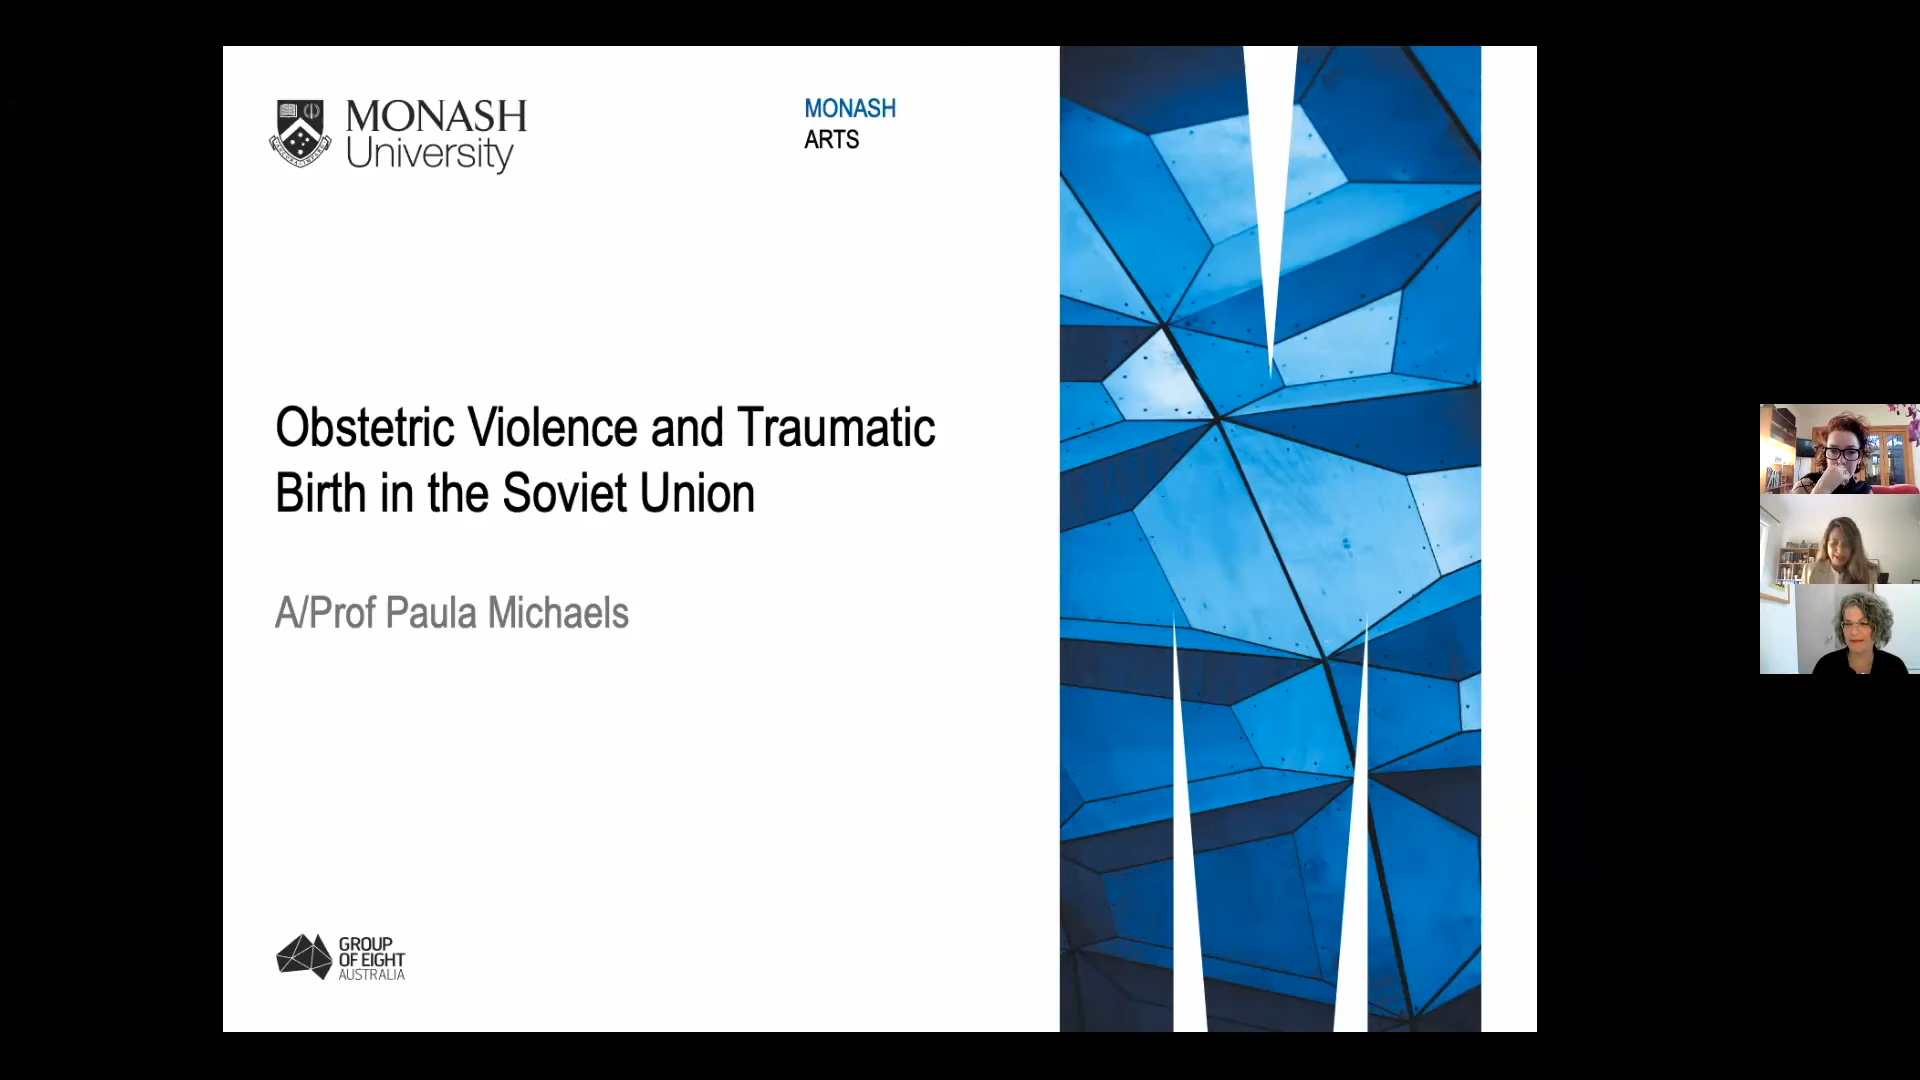 MONASH
University
MONASH
ARTS
Obstetric Violence and Traumatic
Birth in the Soviet Union
A/Prof Paula Michaels
GROUP
OF EIGHT
AUSTRALIA